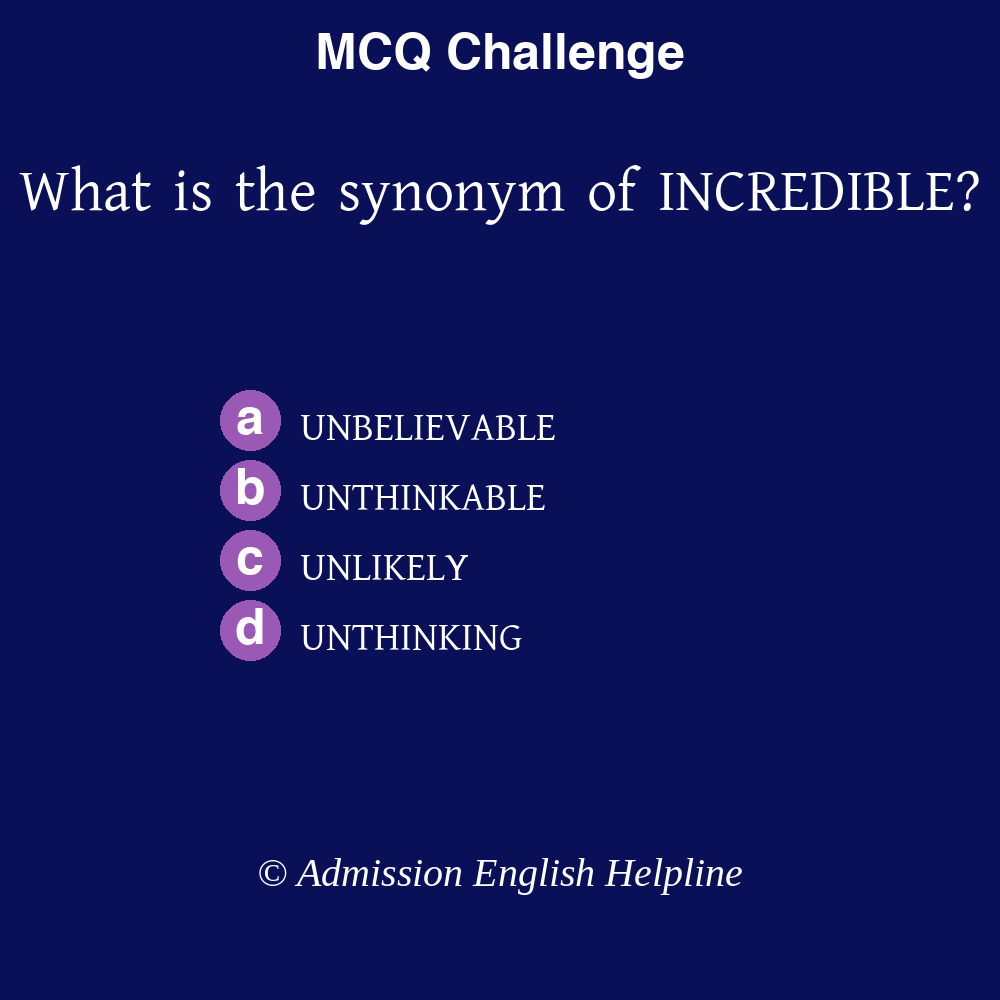 MCQ Challenge
What is the synonym of INCREDIBLE?
a UNBELIEVABLE
b UNTHINKABLE
c UNLIKELY
d UNTHINKING
© Admission English Helpline